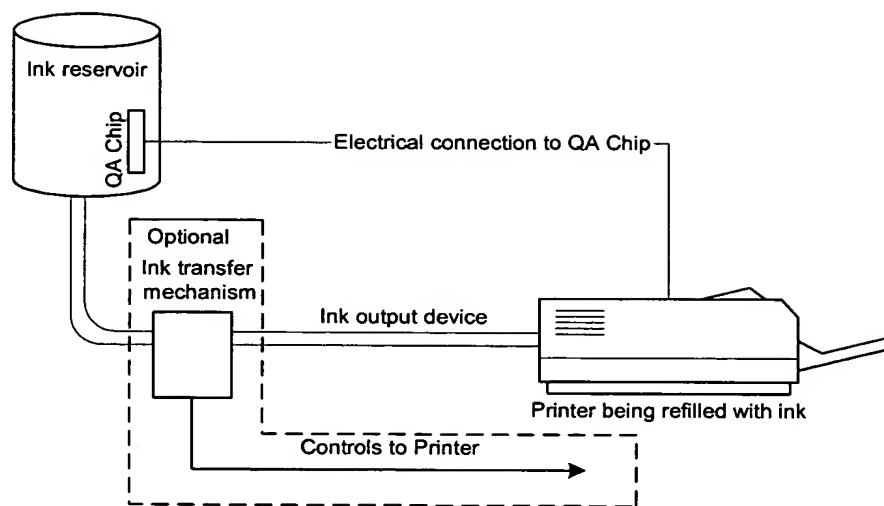 Ink reservoir
QA Chip
Electrical connection to QA Chip
Optional
Ink transfer
mechanism
Ink output device
Printer being refilled with ink
Controls to Printer